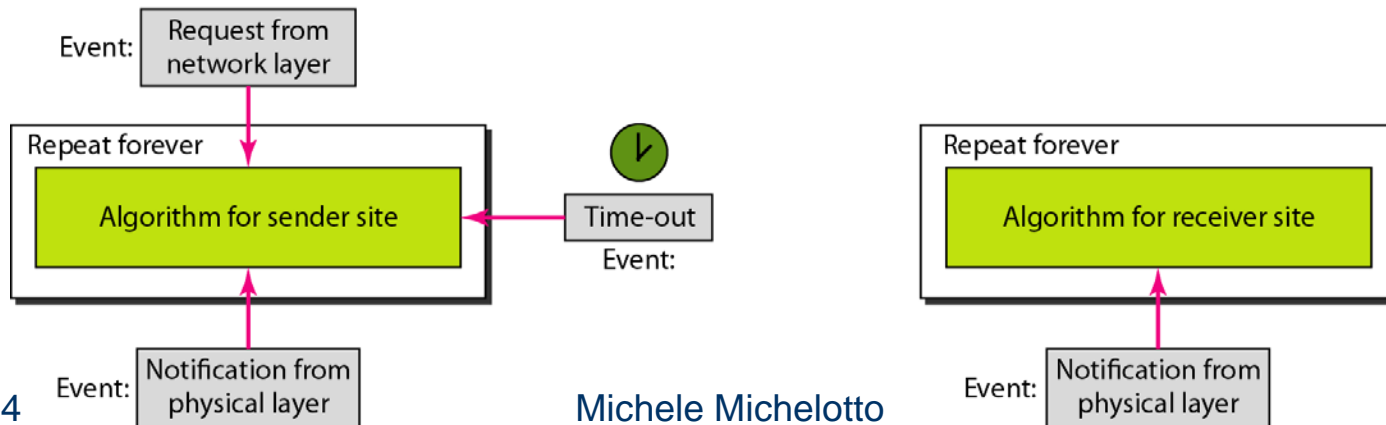 Event:
Request from
network layer
Repeat forever
Algorithm for sender site
Time-out
Event:
Event:
Notification from
physical layer
Repeat forever
Algorithm for receiver site
Event:
Notification from
physical layer
4
Michele Michelotto